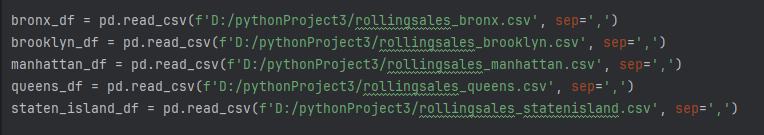 bronx_df = pd.read_csv(f'D:/pythonProject3/rollingsales_bronx.csv', sep=',')
brooklyn_df = pd.read_csv(f'D:/pythonProject3/rollingsales_brooklyn.csv', sep=',')
manhattan_df = pd.read_csv(f'D:/pythonProject3/rollingsales_manhattan.csv', sep=',')
queens_df = pd.read_csv(f'D:/pythonProject3/rollingsales_queens.csv', sep=',')
staten_island_df = pd.read_csv(f'D:/pythonProject3/rollingsales_statenisland.csv', sep=',')